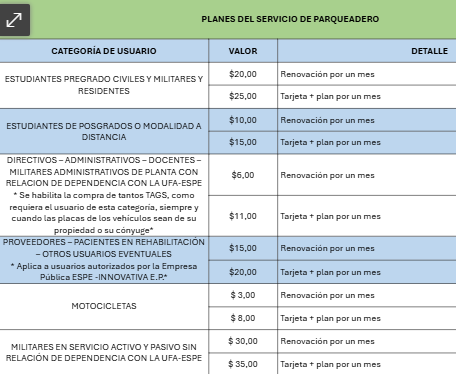 PLANES DEL SERVICIO DE PARQUEADERO
CATEGORÍA DE USUARIO VALOR DETALLE
ESTUDIANTES PREGRADO CIVILES Y MILITARES Y
RESIDENTES
$20,00 Renovación por un mes
$25,00 Tarjeta + plan por un mes
ESTUDIANTES DE POSGRADOS O MODALIDAD A
DISTANCIA
$10,00 Renovación por un mes
$15,00 Tarjeta + plan por un mes
DIRECTIVOS – ADMINISTRATIVOS – DOCENTES –
MILITARES ADMINISTRATIVOS DE PLANTA CON
RELACION DE DEPENDENCIA CON LA UFA-ESPE
* Se habilita la compra de tantos TAGS, como
requiera el usuario de esta categoría, siempre y
cuando las placas de los vehículos sean de su
propiedad o su cónyuge*
$6,00 Renovación por un mes
$11,00 Tarjeta + plan por un mes
PROVEEDORES – PACIENTES EN REHABILITACIÓN
– OTROS USUARIOS EVENTUALES
* Aplica a usuarios autorizados por la Empresa
Pública ESPE -INNOVATIVA E.P.*
$15,00 Renovación por un mes
$20,00 Tarjeta + plan por un mes
MOTOCICLETAS
$ 3,00 Renovación por un mes
$ 8,00 Tarjeta + plan por un mes
MILITARES EN SERVICIO ACTIVO Y PASIVO SIN
RELACIÓN DE DEPENDENCIA CON LA UFA-ESPE
$ 30,00 Renovación por un mes
$ 35,00 Tarjeta + plan por un mes